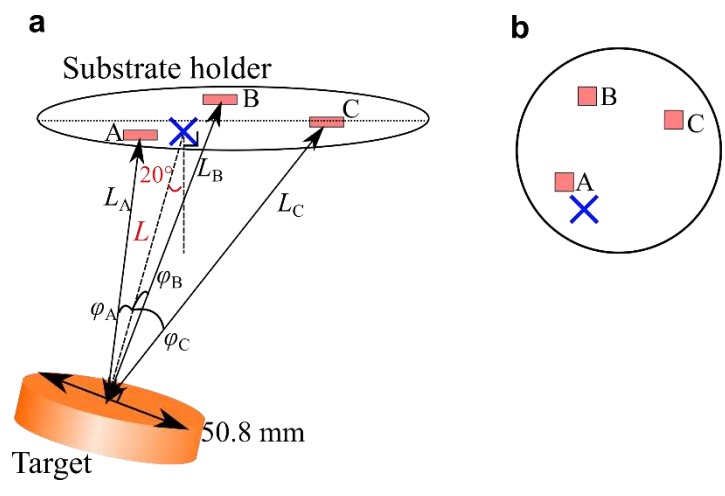 a
b
Substrate holder
A
B
C
20°
L_A
L
L_B
L_C
φ_A
φ_B
φ_C
50.8 mm
Target
B
C
A